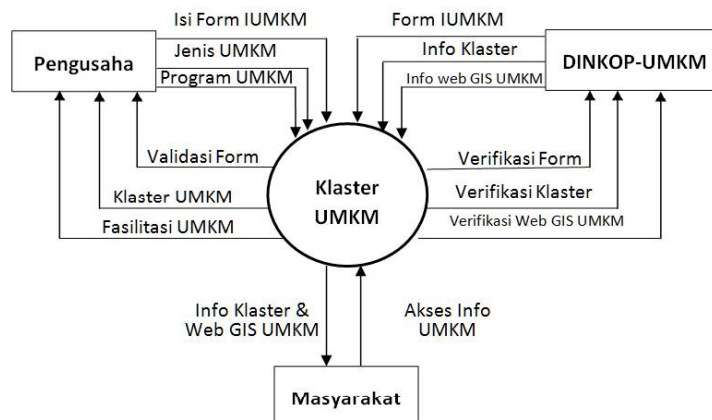 Isi Form IUMKM
Form IUMKM
Jenis UMKM
Info Klaster
Pengusaha
Program UMKM
Info web GIS UMKM
DINKOP-UMKM
Validasi Form
Verifikasi Form
Klaster
UMKM
Klaster UMKM
Verifikasi Klaster
Fasilitasi UMKM
Verifikasi Web GIS UMKM
Info Klaster &
Web GIS UMKM
Akses Info
UMKM
Masyarakat